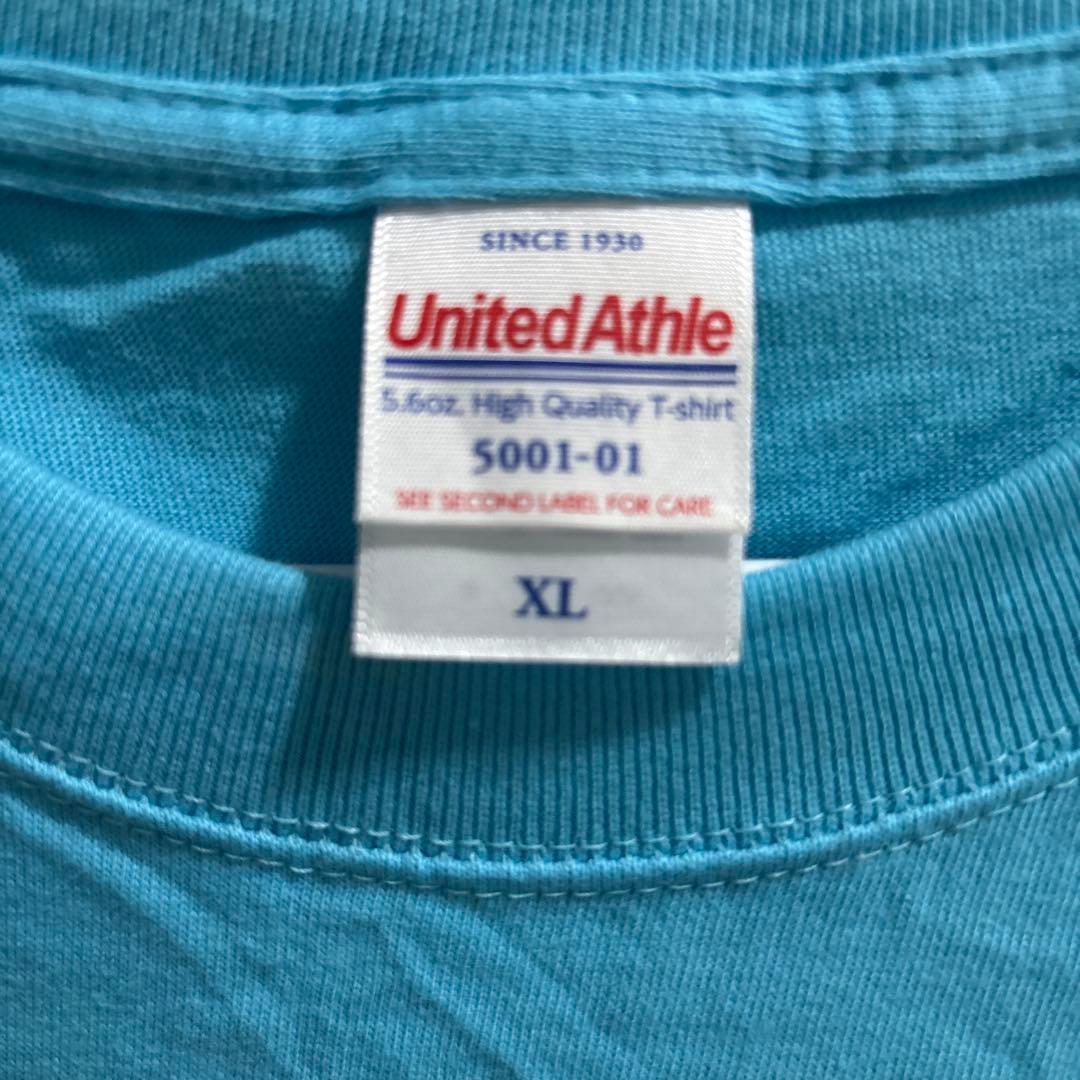 SINCE 1930
United Athle
5.6oz. High Quality T-shirt
5001-01
SEE SECOND LABEL FOR CARE
XL